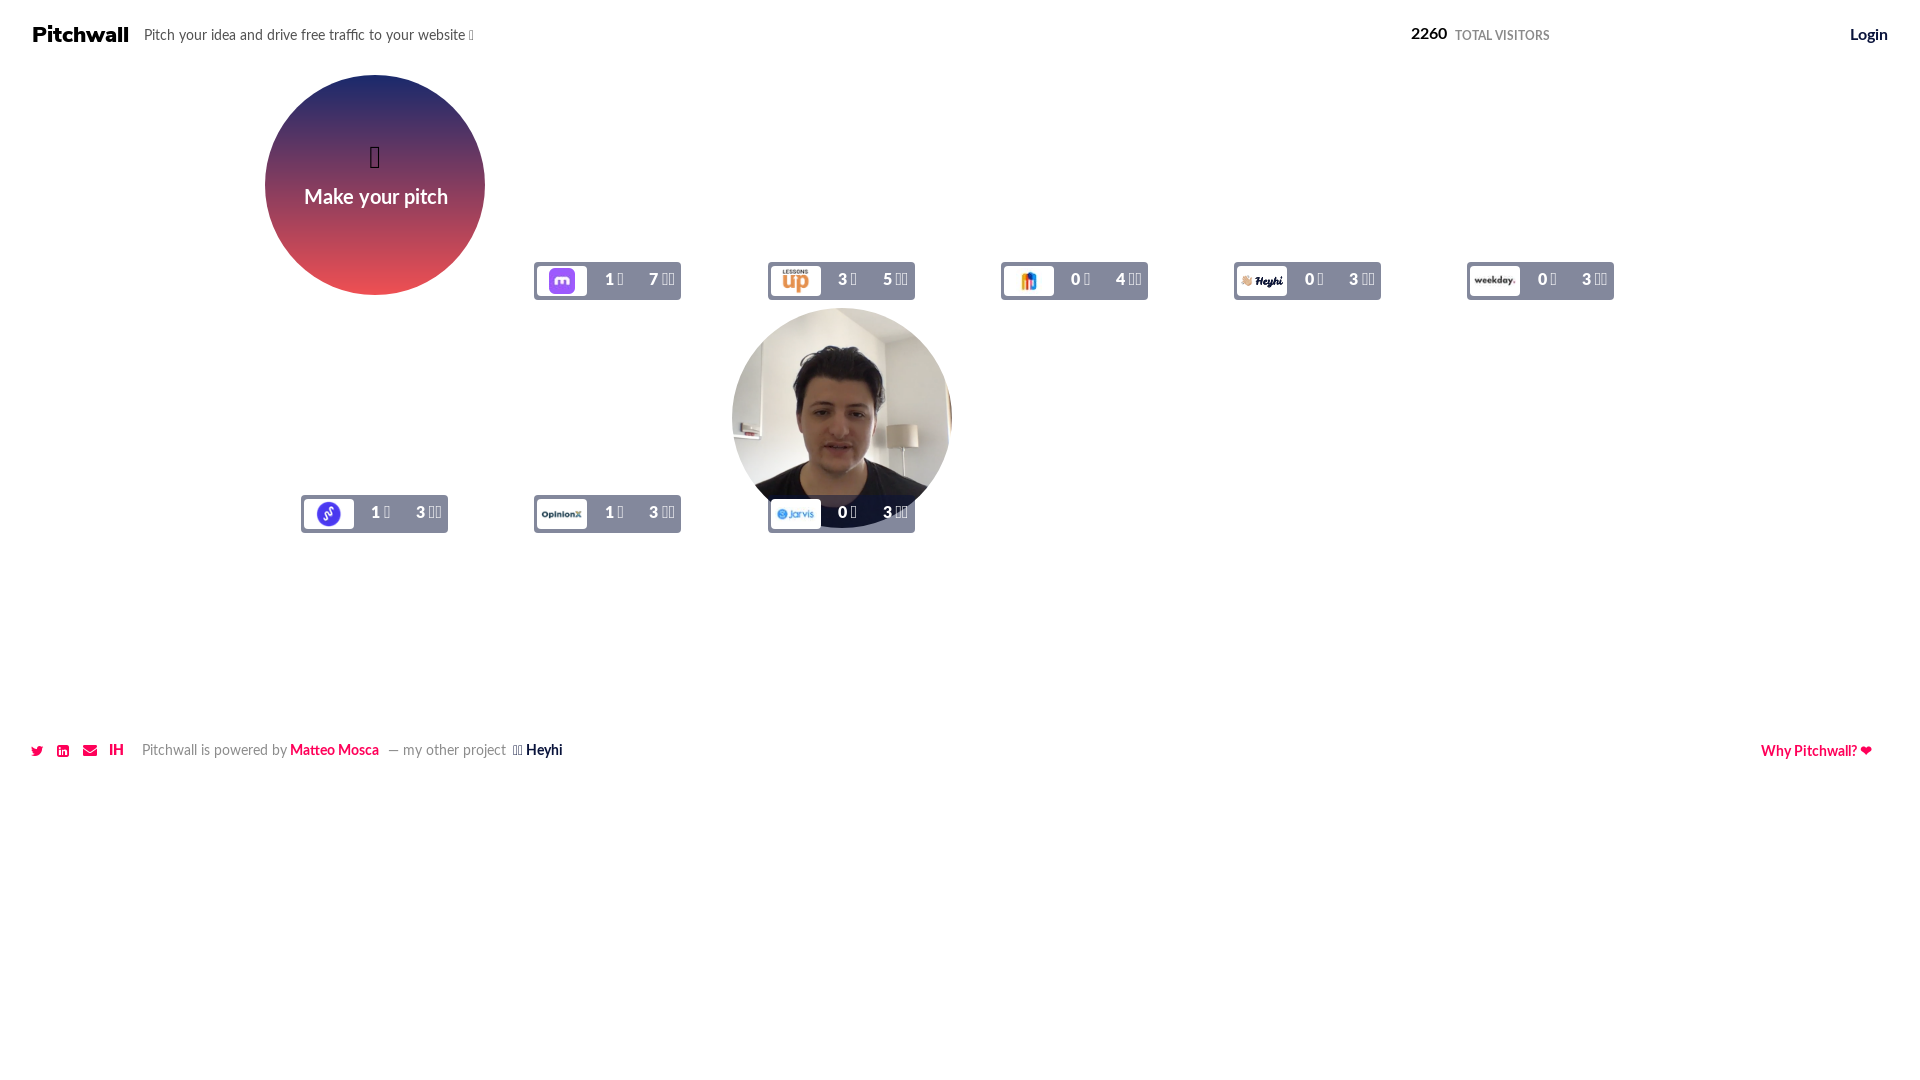 Pitchwall Pitch your idea and drive free traffic to your website 2260 TOTAL VISITORS Login
Make your pitch
m 1 7
LESSONS up 3 5
0 4
Heyhi 0 3
weekday. 0 3
1 3
OpinionX 1 3
Jarvis 0 3
IH Pitchwall is powered by Matteo Mosca — my other project Heyhi Why Pitchwall? ❤